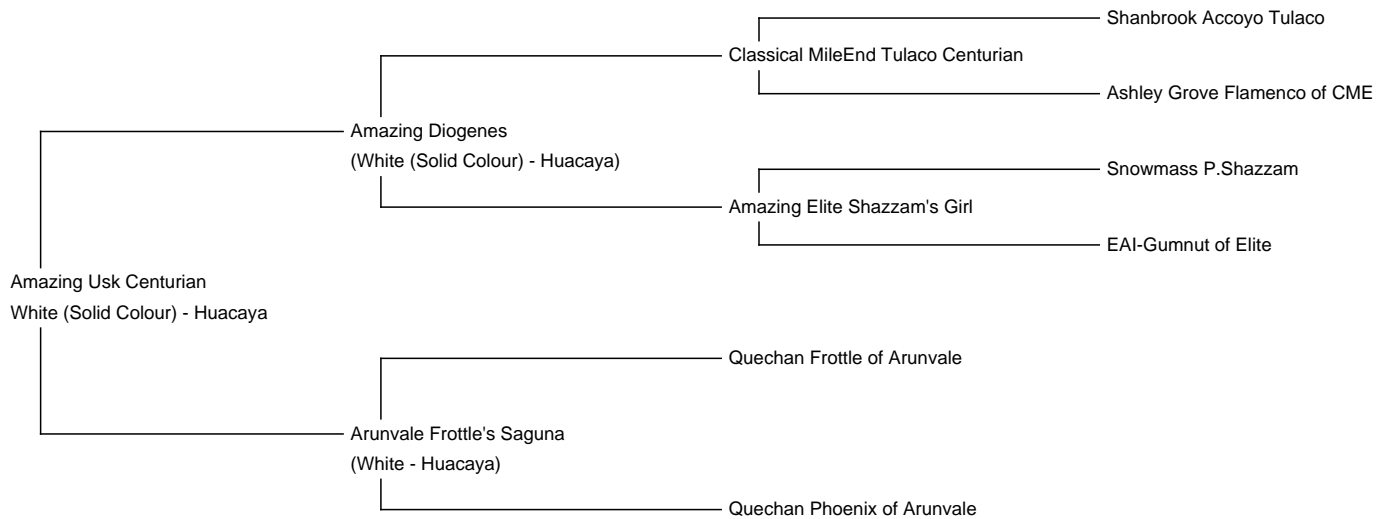 Shanbrook Accoyo Tulaco
Classical MileEnd Tulaco Centurian
Ashley Grove Flamenco of CME
Amazing Diogenes
(White (Solid Colour) - Huacaya)
Snowmass P.Shazzam
Amazing Elite Shazzam's Girl
EAI-Gumnut of Elite
Amazing Usk Centurian
White (Solid Colour) - Huacaya
Quechan Frottle of Arunvale
Arunvale Frottle's Saguna
(White - Huacaya)
Quechan Phoenix of Arunvale